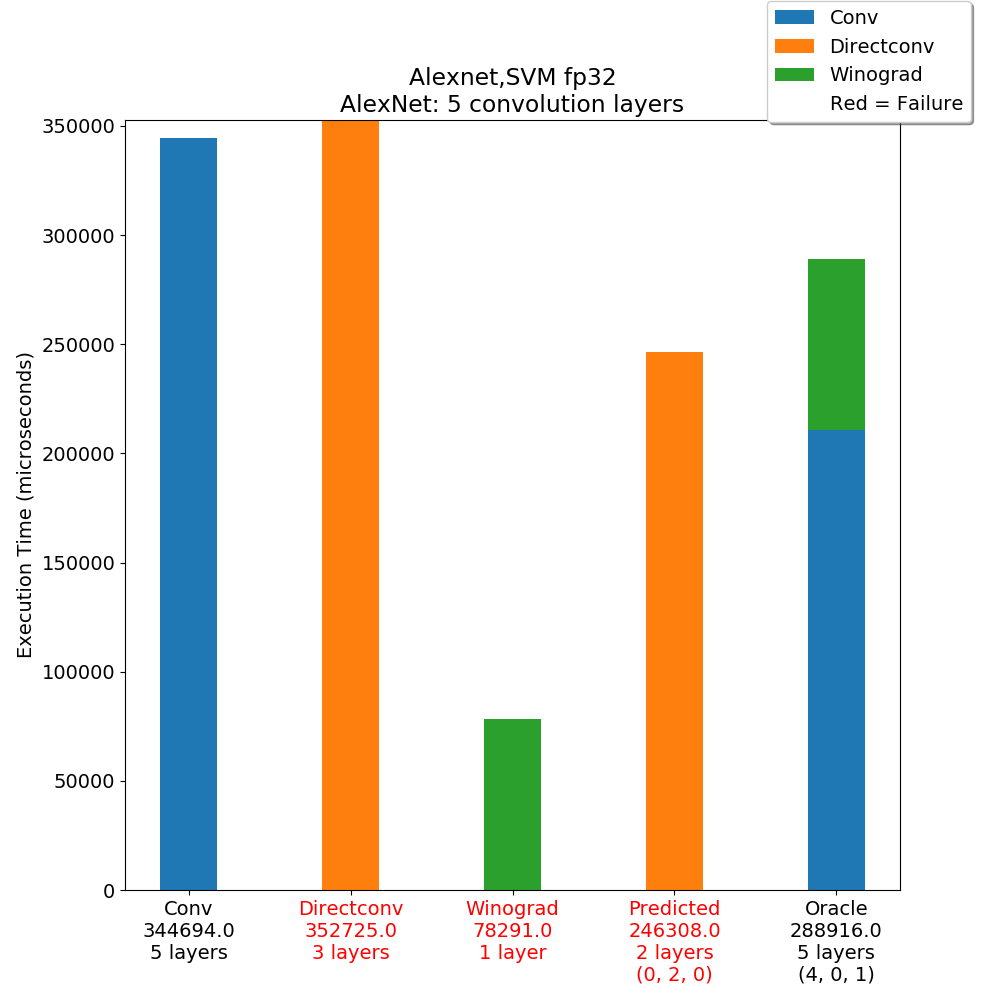 Conv
Directconv
Winograd
Red = Failure
Alexnet,SVM fp32
AlexNet: 5 convolution layers
Execution Time (microseconds)
350000
300000
250000
200000
150000
100000
50000
0
Conv
344694.0
5 layers
Directconv
352725.0
3 layers
Winograd
78291.0
1 layer
Predicted
246308.0
2 layers
(0, 2, 0)
Oracle
288916.0
5 layers
(4, 0, 1)